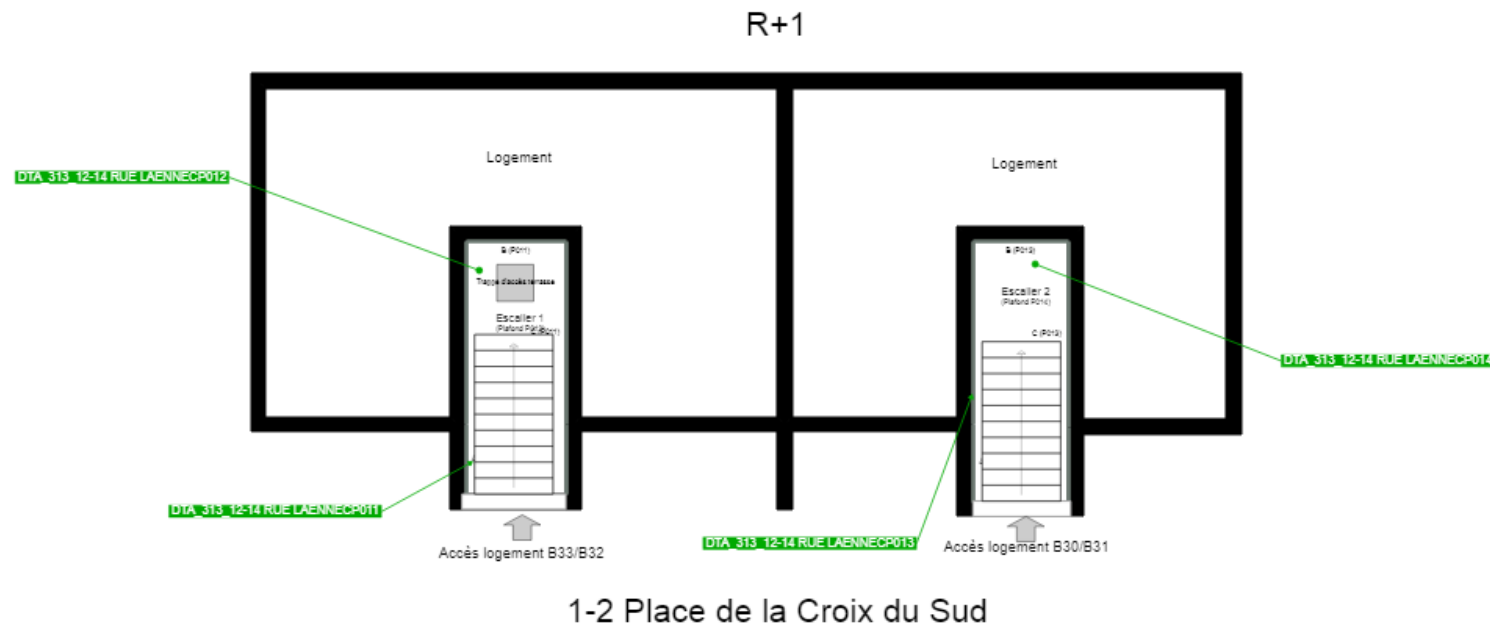 R+1
Logement
Logement
DTA_313_12-14 RUE LAENNECP012
B (P011)
B (P013)
Trappe d'accès terrasse
Escalier 2
(Plafond P014)
Escalier 1
(Plafond
C (P013)
DTA_313_12-14 RUE LAENNECP014
DTA_313_12-14 RUE LAENNECP011
DTA_313_12-14 RUE LAENNECP013
Accès logement B33/B32
Accès logement B30/B31
1-2 Place de la Croix du Sud